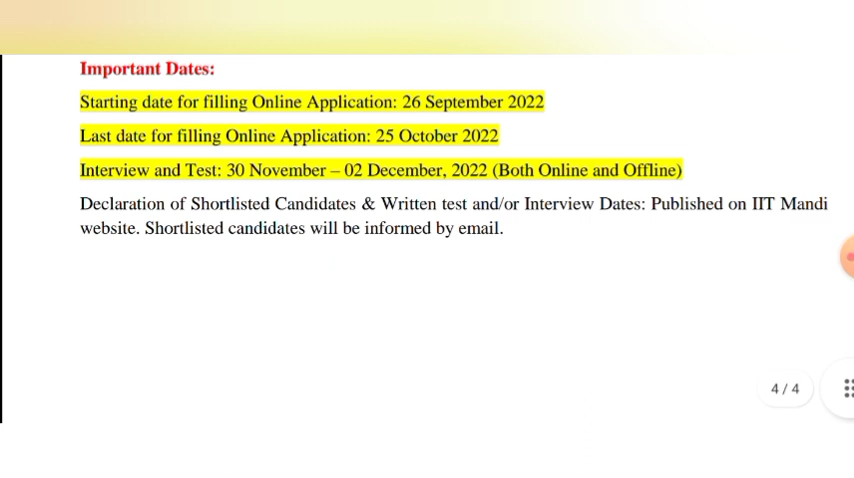 Important Dates:
Starting date for filling Online Application: 26 September 2022
Last date for filling Online Application: 25 October 2022
Interview and Test: 30 November – 02 December, 2022 (Both Online and Offline)
Declaration of Shortlisted Candidates & Written test and/or Interview Dates: Published on IIT Mandi
website. Shortlisted candidates will be informed by email.
4 / 4